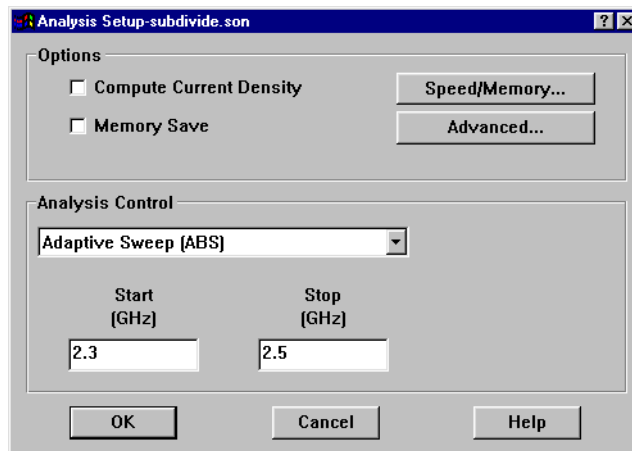 Analysis Setup-subdivide.son
Options
Compute Current Density
Speed/Memory...
Memory Save
Advanced...
Analysis Control
Adaptive Sweep (ABS)
Start
(GHz)
Stop
(GHz)
2.3
2.5
OK
Cancel
Help